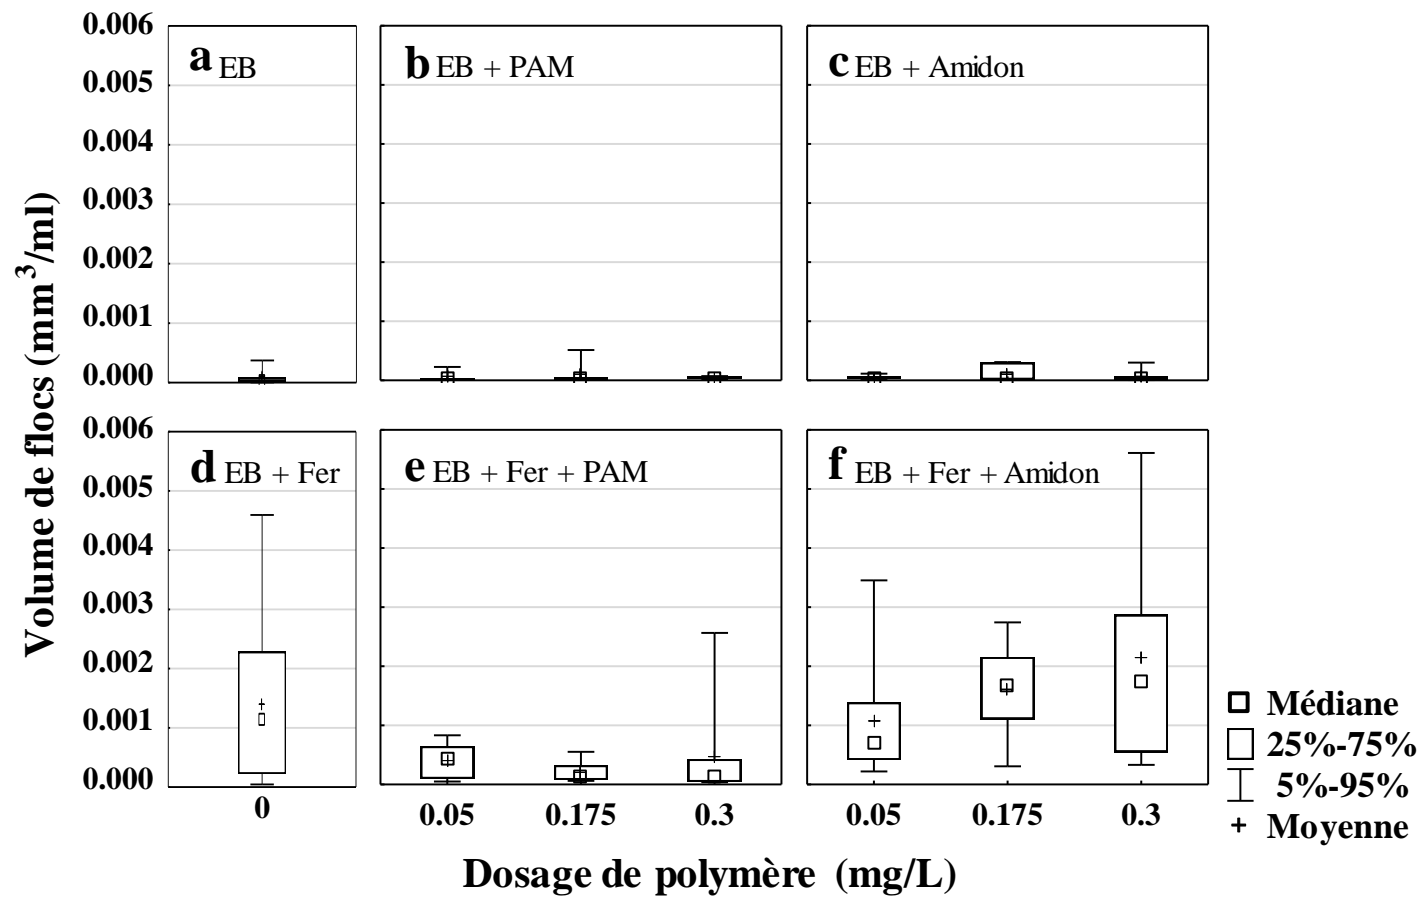 Volume de flocs (mm³/ml)
0.006
0.005
0.004
0.003
0.002
0.001
0.000
a EB
b EB + PAM
c EB + Amidon
0.006
0.005
0.004
0.003
0.002
0.001
0.000
d EB + Fer
e EB + Fer + PAM
f EB + Fer + Amidon
0
0.05 0.175 0.3
0.05 0.175 0.3
Dosage de polymère (mg/L)
Médiane
25%-75%
5%-95%
Moyenne